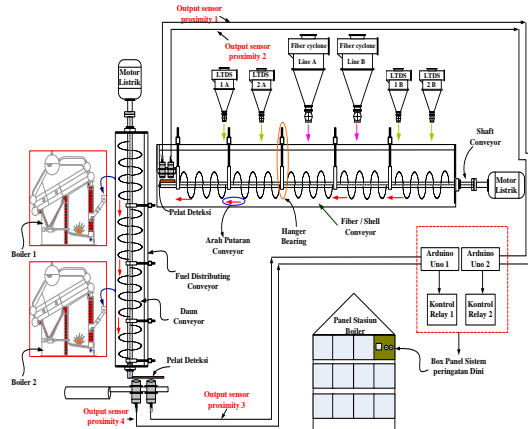 Output sensor
proximity 1
Output sensor
proximity 2
Motor
Listrik
LTDS
1 A
LTDS
2 A
Fiber cyclone
Line A
Fiber cyclone
Line B
LTDS
1 B
LTDS
2 B
Shaft
Conveyor
Motor
Listrik
Pelat Deteksi
Arah Putaran
Conveyor
Hanger
Bearing
Fiber / Shell
Conveyor
Boiler 1
Fuel Distributing
Conveyor
Arduino
Uno 1
Arduino
Uno 2
Kontrol
Relay 1
Kontrol
Relay 2
Daun
Conveyor
Panel Stasiun
Boiler
Box Panel Sistem
peringatan Dini
Boiler 2
Pelat Deteksi
Output sensor
proximity 4
Output sensor
proximity 3